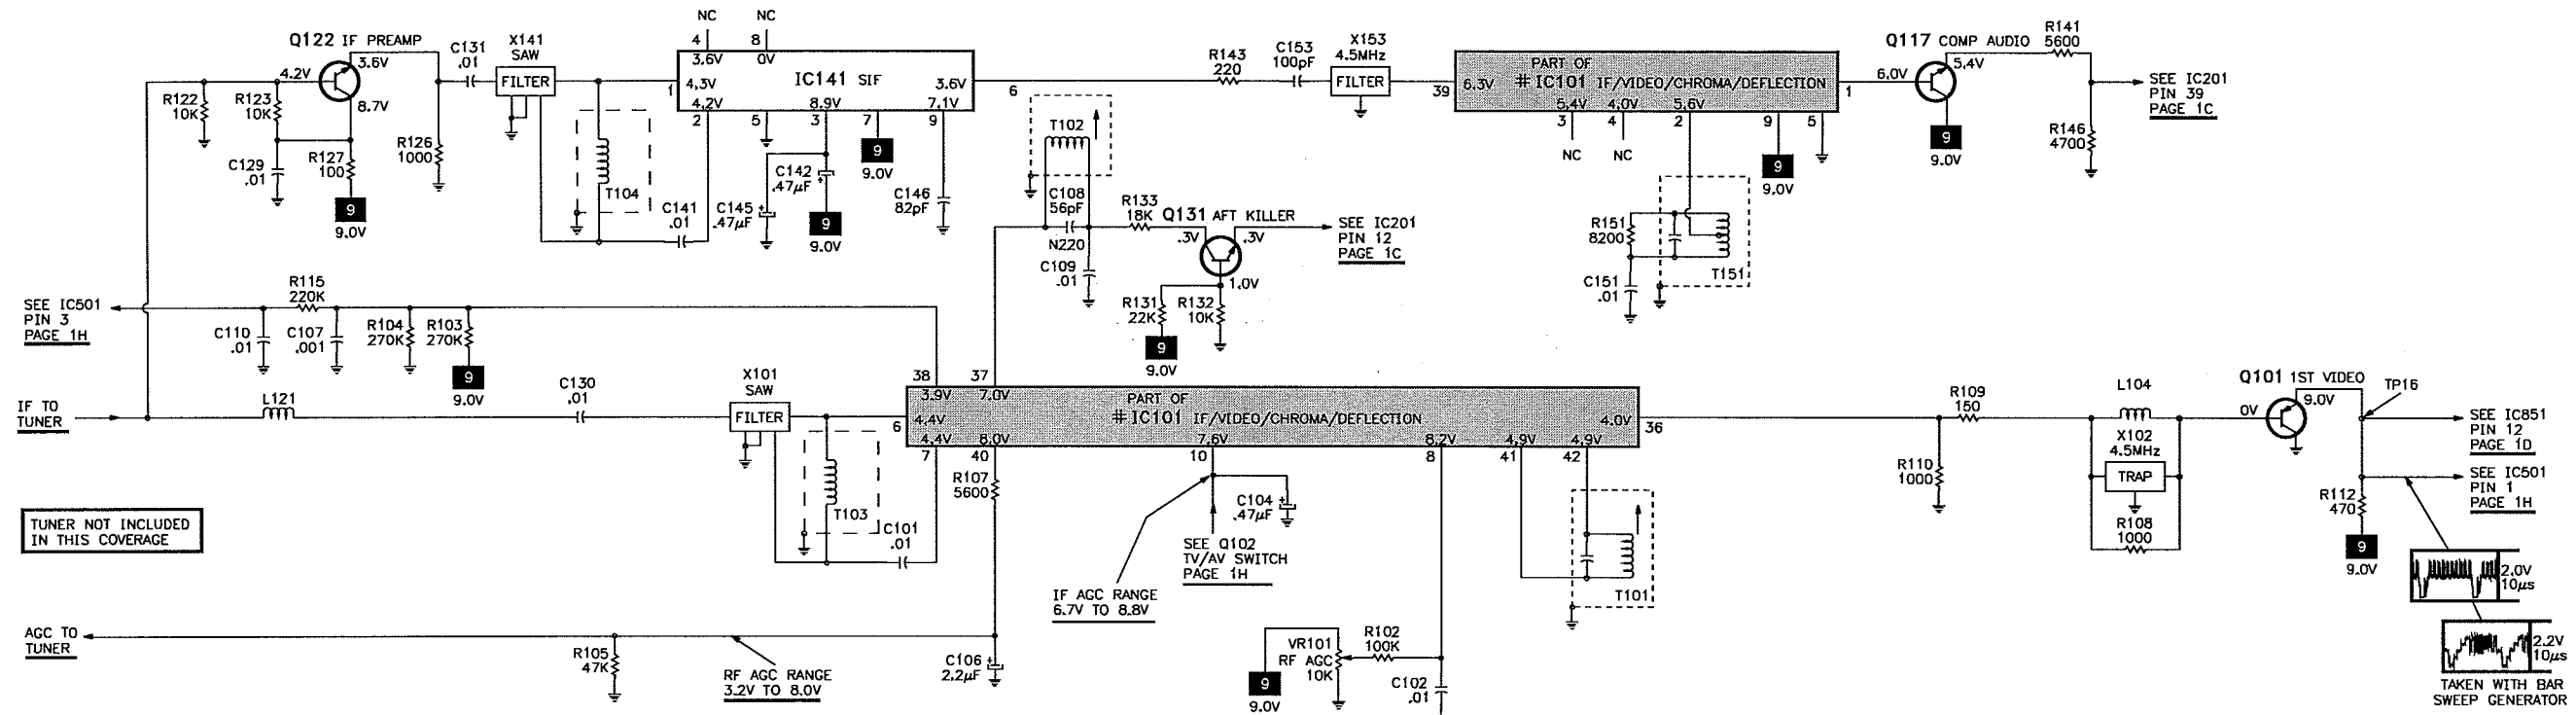 NC
NC
4
8
3.6V
0V
Q122 IF PREAMP
3.6V
4.2V
8.7V
C131
.01
X141
SAW
FILTER
R122
10K
R123
10K
C129
.01
R127
100
9
9.0V
R126
1000
T104
C141
.01
1
4.3V
IC141 SIF
3.6V
6
4.2V
8.9V
7.1V
2
5
3
7
9
C145
.47µF
C142
.47µF
9
9.0V
9
9.0V
C146
82pF
R143
220
C153
100pF
X153
4.5MHz
FILTER
39
6.3V
PART OF
#IC101 IF/VIDEO/CHROMA/DEFLECTION
5.4V
4.0V
5.6V
3
4
2
9
5
1
NC
NC
9
9.0V
6.0V
Q117 COMP AUDIO
5.4V
9
9.0V
R141
5600
R146
4700
SEE IC201
PIN 39
PAGE 1C
T102
C108
56pF
N220
C109
.01
R133
18K
Q131 AFT KILLER
.3V
.3V
1.0V
R131
22K
R132
10K
9
9.0V
SEE IC201
PIN 12
PAGE 1C
R151
8200
C151
.01
T151
SEE IC501
PIN 3
PAGE 1H
R115
220K
C110
.01
C107
.001
R104
270K
R103
270K
9
9.0V
IF TO
TUNER
L121
C130
.01
X101
SAW
FILTER
T103
C101
.01
38
37
3.9V
7.0V
PART OF
#IC101 IF/VIDEO/CHROMA/DEFLECTION
4.4V
6
4.4V
8.0V
7.6V
8.2V
4.9V
4.9V
4.0V
36
7
40
10
8
41
42
R107
5600
C104
.47µF
SEE Q102
TV/AV SWITCH
PAGE 1H
IF AGC RANGE
6.7V TO 8.8V
T101
VR101
RF AGC
10K
R102
100K
C102
.01
9
9.0V
R109
150
R110
1000
L104
X102
4.5MHz
TRAP
R108
1000
0V
Q101 1ST VIDEO
9.0V
TP16
R112
470
9
9.0V
SEE IC851
PIN 12
PAGE 1D
SEE IC501
PIN 1
PAGE 1H
2.0V
10µs
2.2V
10µs
TAKEN WITH BAR
SWEEP GENERATOR
TUNER NOT INCLUDED
IN THIS COVERAGE
AGC TO
TUNER
R105
47K
RF AGC RANGE
3.2V TO 8.0V
C106
2.2µF